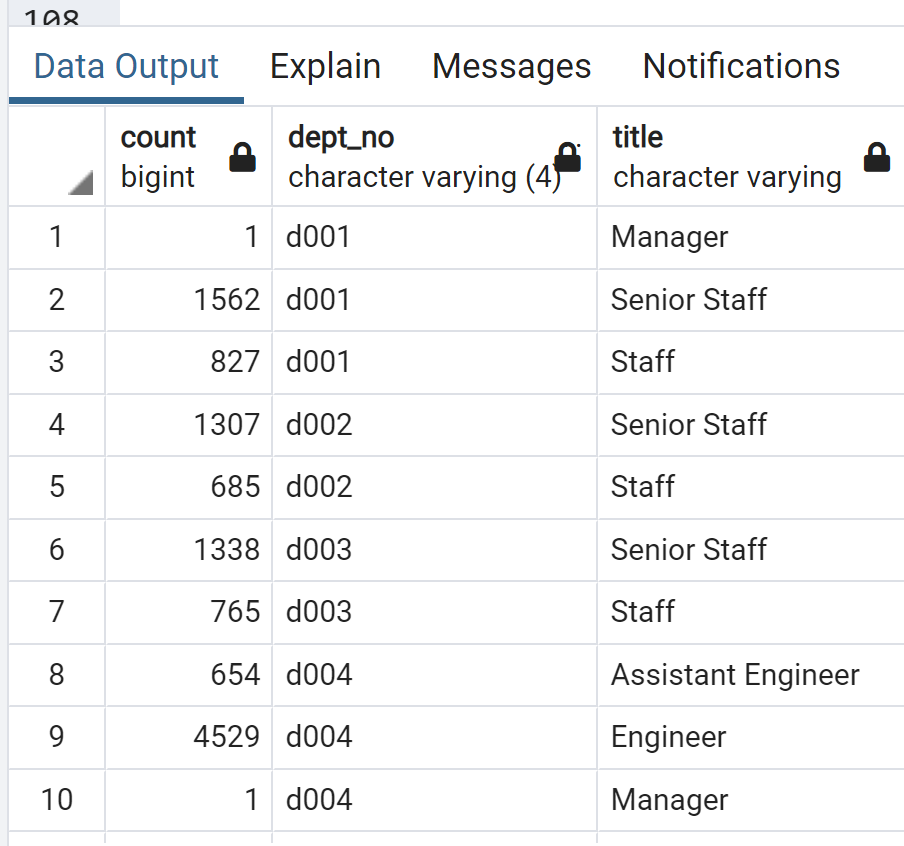 108
Data Output Explain Messages Notifications
count dept_no title
bigint character varying (4) character varying
1 1 d001 Manager
2 1562 d001 Senior Staff
3 827 d001 Staff
4 1307 d002 Senior Staff
5 685 d002 Staff
6 1338 d003 Senior Staff
7 765 d003 Staff
8 654 d004 Assistant Engineer
9 4529 d004 Engineer
10 1 d004 Manager